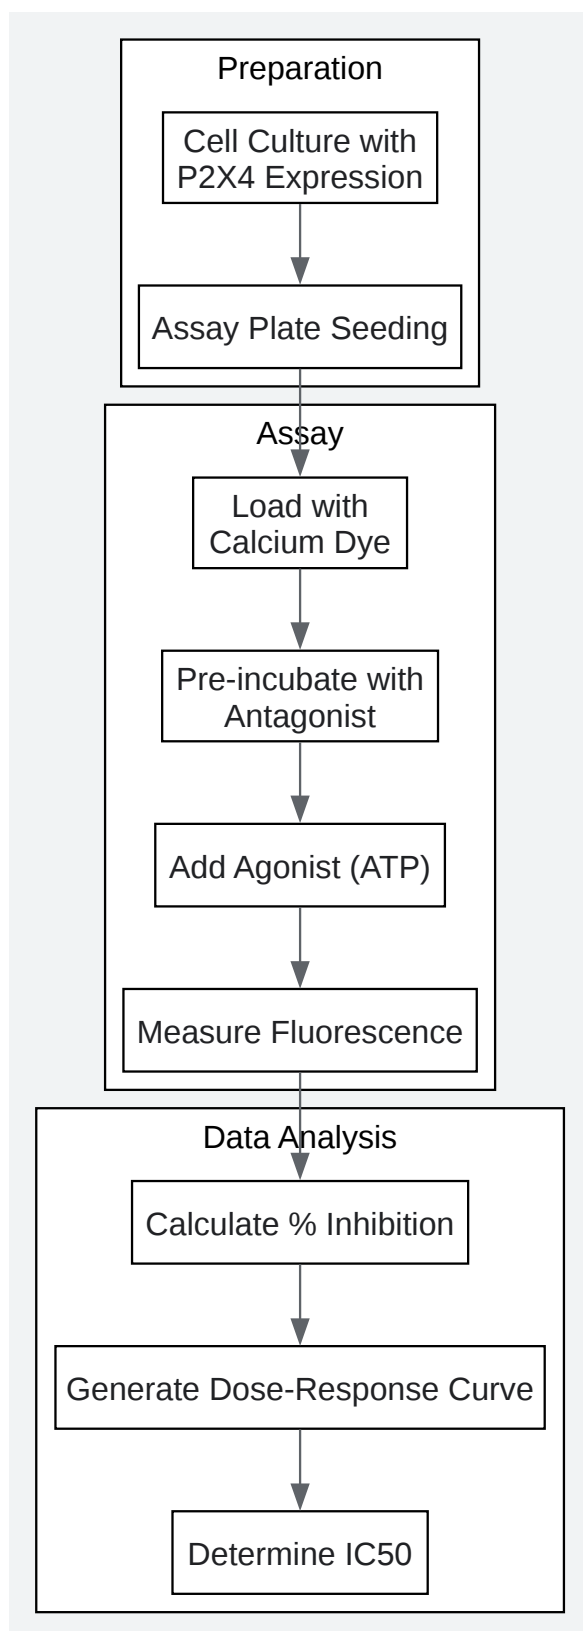 Preparation
Cell Culture with
P2X4 Expression
Assay Plate Seeding
Assay
Load with
Calcium Dye
Pre-incubate with
Antagonist
Add Agonist (ATP)
Measure Fluorescence
Data Analysis
Calculate % Inhibition
Generate Dose-Response Curve
Determine IC50